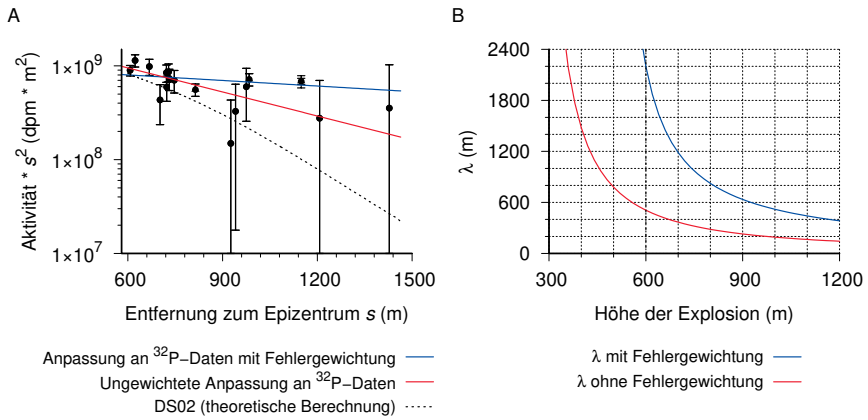 A
Aktivität * s² (dpm * m²)
1×10⁹
1×10⁸
1×10⁷
600 900 1200 1500
Entfernung zum Epizentrum s (m)
Anpassung an ³²P−Daten mit Fehlergewichtung
Ungewichtete Anpassung an ³²P−Daten
DS02 (theoretische Berechnung)
B
λ (m)
2400
1800
1200
600
0
300 600 900 1200
Höhe der Explosion (m)
λ mit Fehlergewichtung
λ ohne Fehlergewichtung